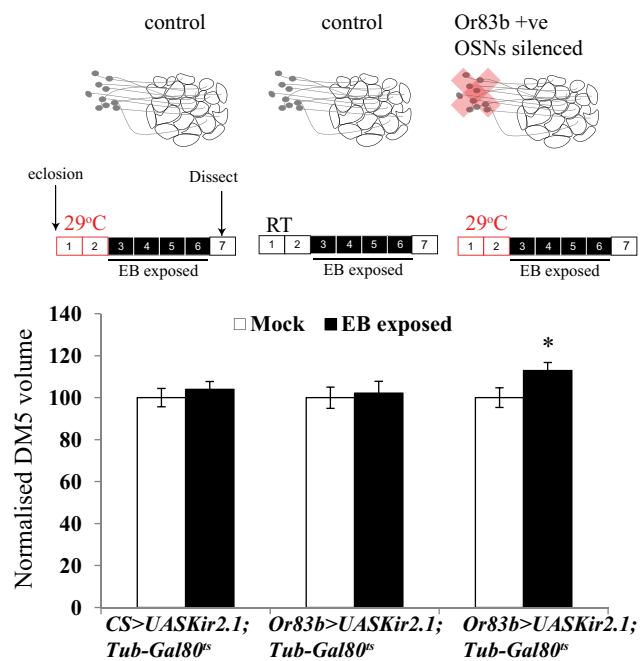 control
control
Or83b +ve
OSNs silenced
eclosion
Dissect
29°C
RT
29°C
1 2 3 4 5 6 7
1 2 3 4 5 6 7
1 2 3 4 5 6 7
EB exposed
EB exposed
EB exposed
Normalised DM5 volume
140
120
100
80
60
40
20
0
Mock EB exposed
*
CS>UASKir2.1;
Tub-Gal80ts
Or83b>UASKir2.1;
Tub-Gal80ts
Or83b>UASKir2.1;
Tub-Gal80ts